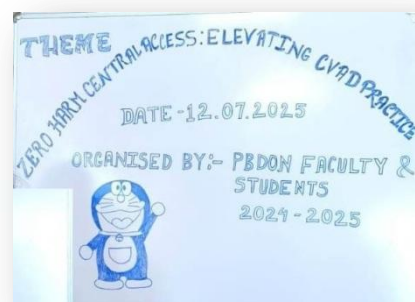 THEME
ZERO HARM CENTRAL ACCESS: ELEVATING CVAD PRACTICE
DATE -12.07.2025
ORGANISED BY:- PBDON FACULTY &
STUDENTS
2024-2025